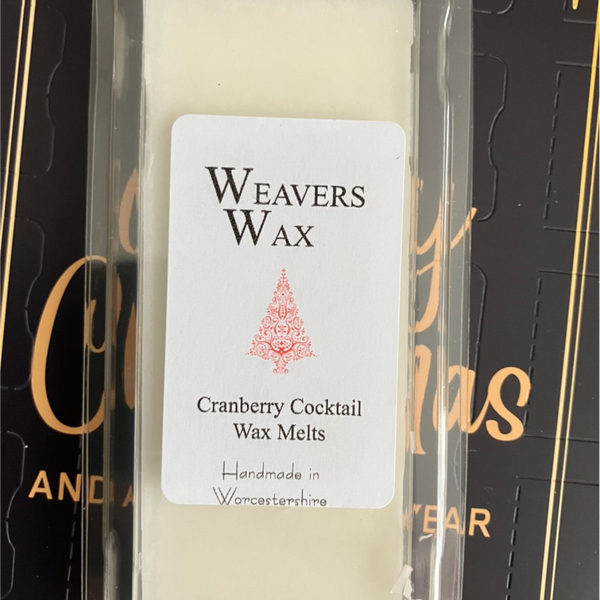 WEAVERS
WAX
Cranberry Cocktail
Wax Melts
Handmade in
Worcestershire
AND
YEAR